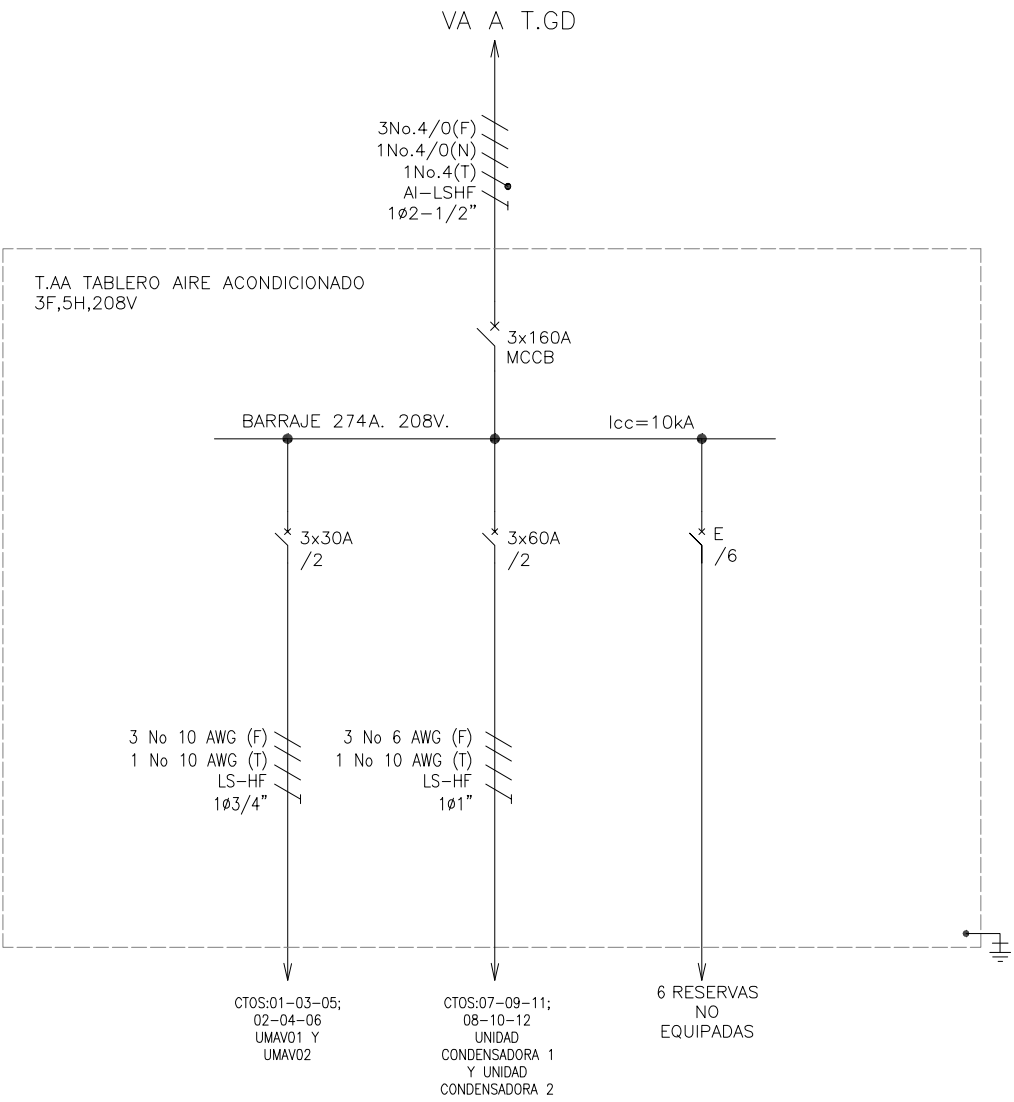 VA A T.GD
3No.4/0(F)
1No.4/0(N)
1No.4(T)
Al-LSHF
1ø2-1/2"
T.AA TABLERO AIRE ACONDICIONADO
3F,5H,208V
3x160A
MCCB
BARRAJE 274A. 208V.
Icc=10kA
3x30A
/2
3x60A
/2
E
/6
3 No 10 AWG (F)
1 No 10 AWG (T)
LS-HF
1ø3/4"
3 No 6 AWG (F)
1 No 10 AWG (T)
LS-HF
1ø1"
CTOS:01-03-05;
02-04-06
UMAV01 Y
UMAV02
CTOS:07-09-11;
08-10-12
UNIDAD
CONDENSADORA 1
Y UNIDAD
CONDENSADORA 2
6 RESERVAS
NO
EQUIPADAS